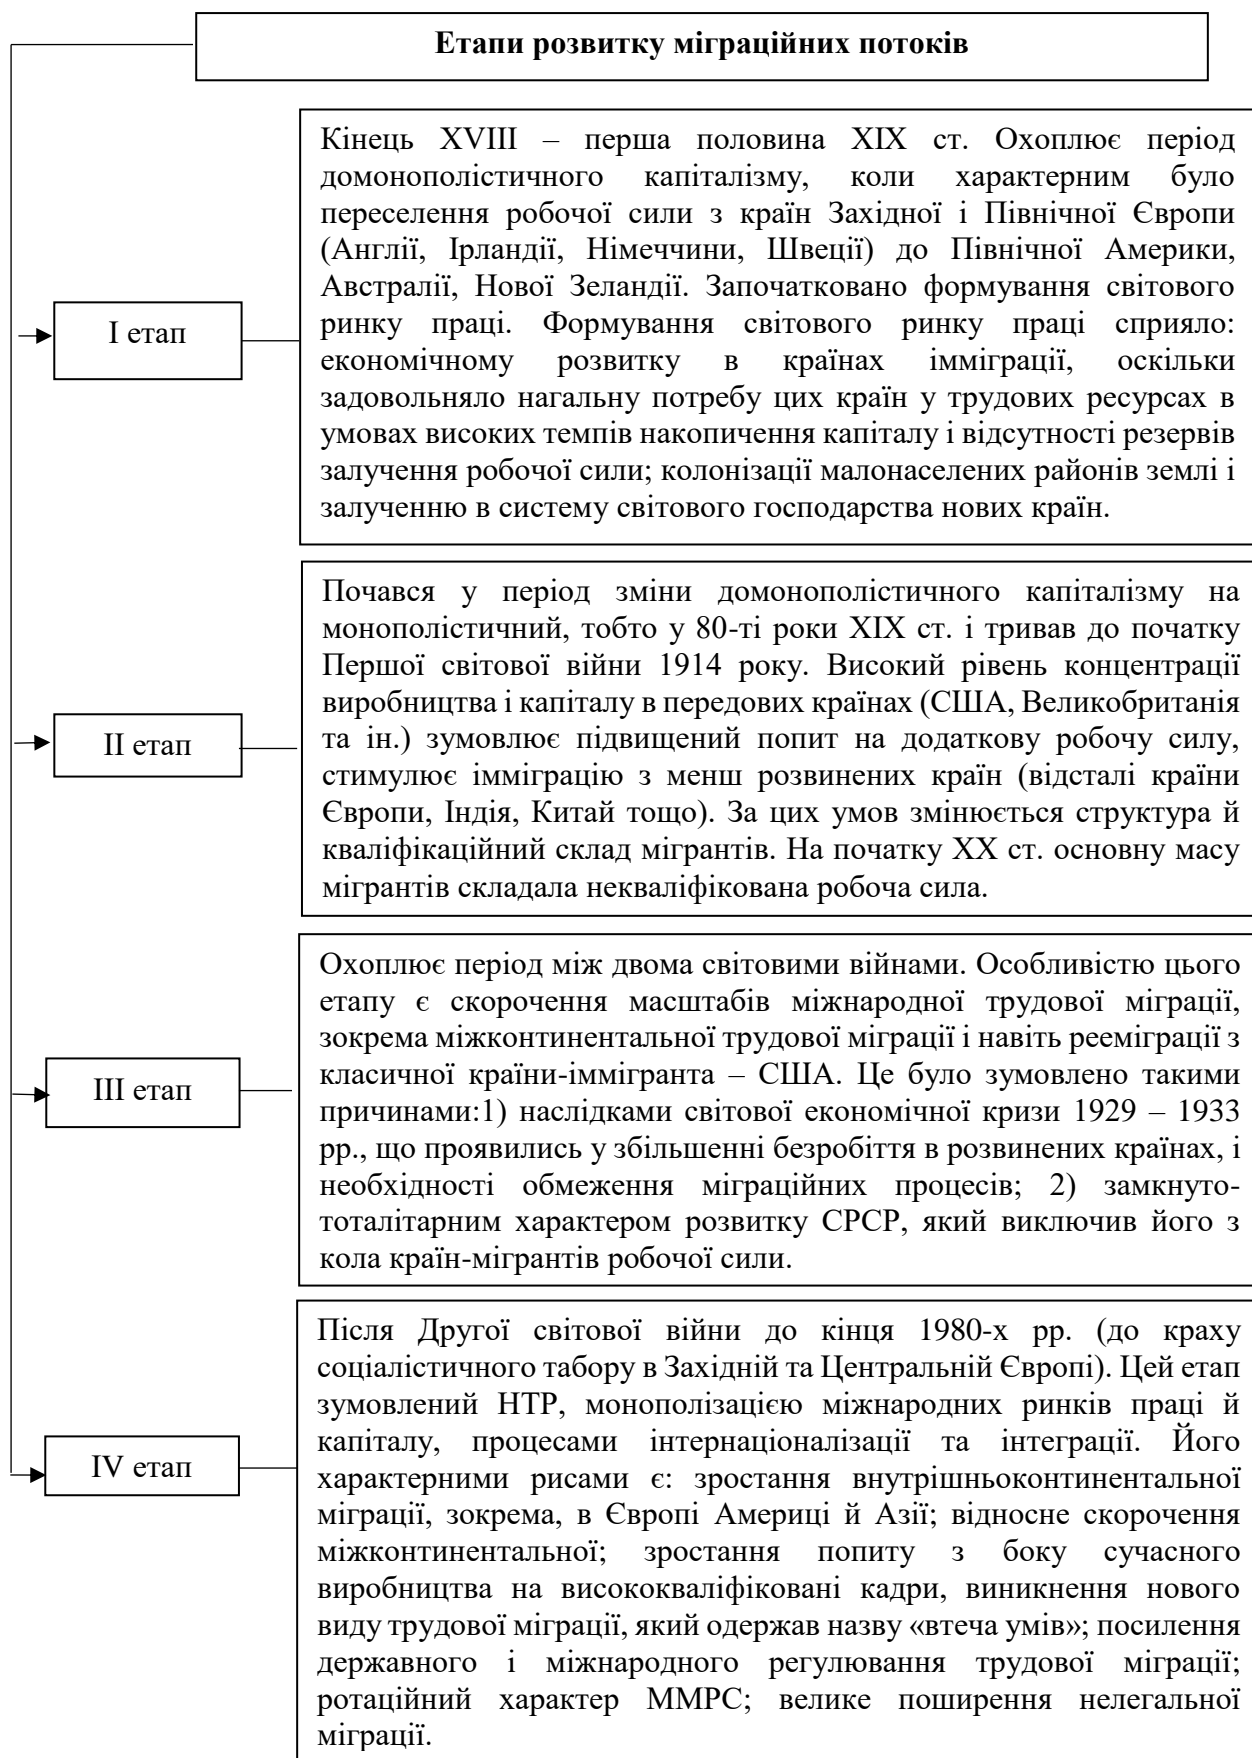 Етапи розвитку міграційних потоків
Кінець XVIII – перша половина XIX ст. Охоплює період
домонополістичного капіталізму, коли характерним було
переселення робочої сили з країн Західної і Північної Європи
(Англії, Ірландії, Німеччини, Швеції) до Північної Америки,
Австралії, Нової Зеландії. Започатковано формування світового
ринку праці. Формування світового ринку праці сприяло:
економічному розвитку в країнах імміграції, оскільки
задовольняло нагальну потребу цих країн у трудових ресурсах в
умовах високих темпів накопичення капіталу і відсутності резервів
залучення робочої сили; колонізації малонаселених районів землі і
залученню в систему світового господарства нових країн.
І етап
Почався у період зміни домонополістичного капіталізму на
монополістичний, тобто у 80-ті роки XIX ст. і тривав до початку
Першої світової війни 1914 року. Високий рівень концентрації
виробництва і капіталу в передових країнах (США, Великобританія
та ін.) зумовлює підвищений попит на додаткову робочу силу,
стимулює імміграцію з менш розвинених країн (відсталі країни
Європи, Індія, Китай тощо). За цих умов змінюється структура й
кваліфікаційний склад мігрантів. На початку XX ст. основну масу
мігрантів складала некваліфікована робоча сила.
ІІ етап
Охоплює період між двома світовими війнами. Особливістю цього
етапу є скорочення масштабів міжнародної трудової міграції,
зокрема міжконтинентальної трудової міграції і навіть рееміграції з
класичної країни-іммігранта – США. Це було зумовлено такими
причинами:1) наслідками світової економічної кризи 1929 – 1933
рр., що проявились у збільшенні безробіття в розвинених країнах, і
необхідності обмеження міграційних процесів; 2) замкнуто-
тоталітарним характером розвитку СРСР, який виключив його з
кола країн-мігрантів робочої сили.
ІІІ етап
Після Другої світової війни до кінця 1980-х рр. (до краху
соціалістичного табору в Західній та Центральній Європі). Цей етап
зумовлений НТР, монополізацією міжнародних ринків праці й
капіталу, процесами інтернаціоналізації та інтеграції. Його
характерними рисами є: зростання внутрішньоконтинентальної
міграції, зокрема, в Європі Америці й Азії; відносне скорочення
міжконтинентальної; зростання попиту з боку сучасного
виробництва на висококваліфіковані кадри, виникнення нового
виду трудової міграції, який одержав назву «втеча умів»; посилення
державного і міжнародного регулювання трудової міграції;
ротаційний характер ММРС; велике поширення нелегальної
міграції.
IV етап